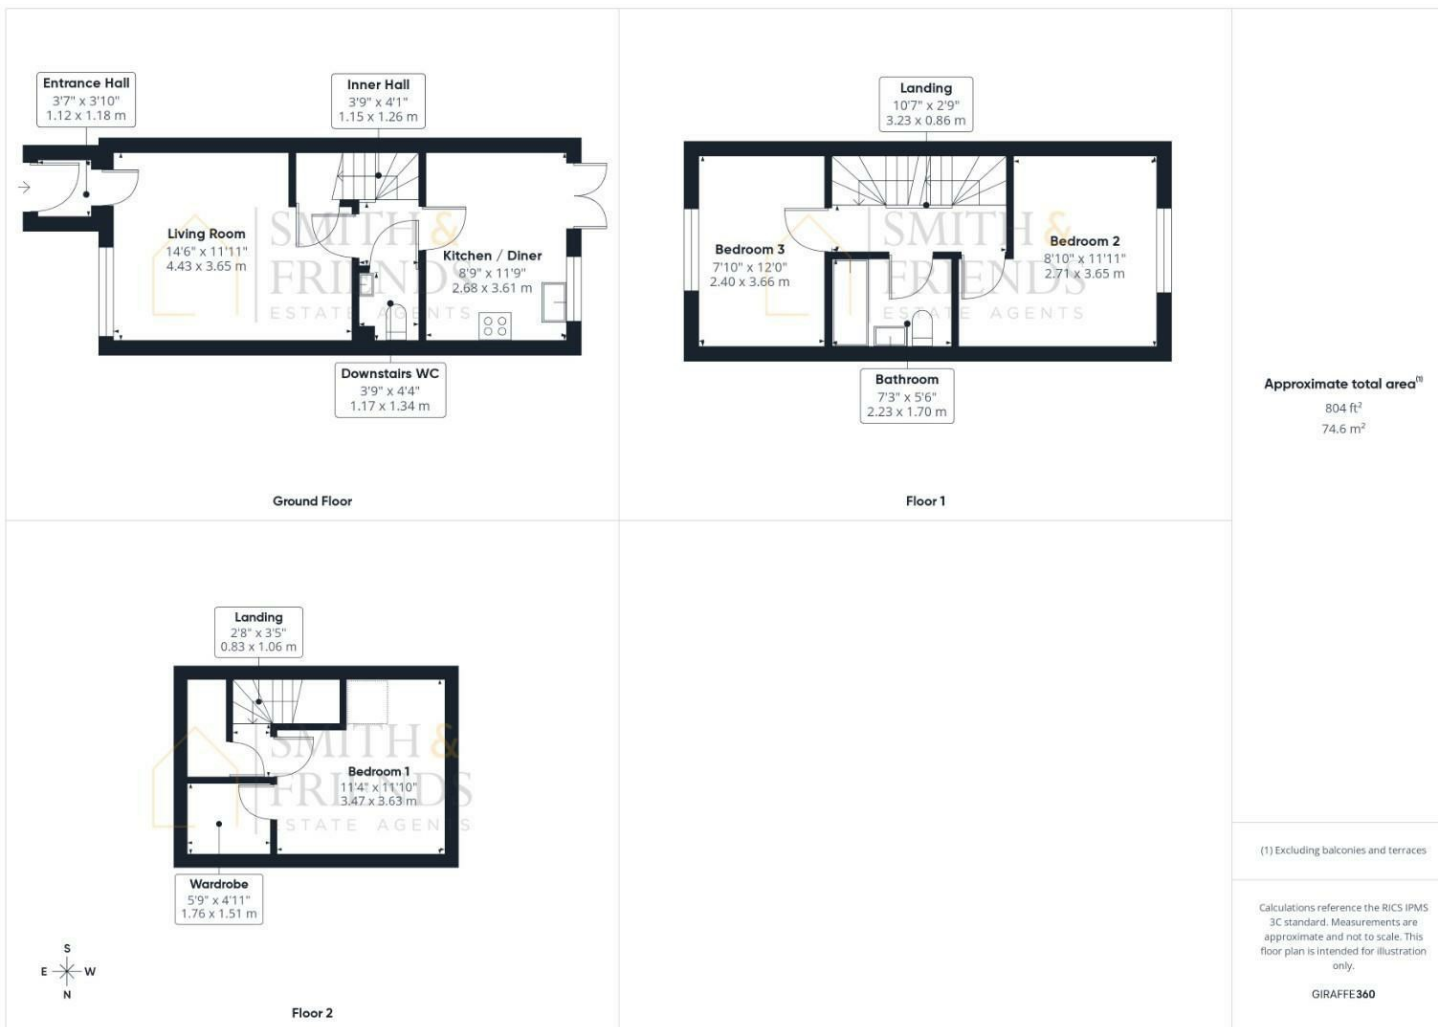 Entrance Hall
3'7" x 3'10"
1.12 x 1.18 m
Inner Hall
3'9" x 4'1"
1.15 x 1.26 m
Living Room
14'6" x 11'11"
4.43 x 3.65 m
Kitchen / Diner
8'9" x 11'9"
2.68 x 3.61 m
Downstairs WC
3'9" x 4'4"
1.17 x 1.34 m
SMITH &
FRIENDS
ESTATE AGENTS
Ground Floor
Landing
10'7" x 2'9"
3.23 x 0.86 m
Bedroom 3
7'10" x 12'0"
2.40 x 3.66 m
Bedroom 2
8'10" x 11'11"
2.71 x 3.65 m
Bathroom
7'3" x 5'6"
2.23 x 1.70 m
SMITH &
FRIENDS
ESTATE AGENTS
Floor 1
Landing
2'8" x 3'5"
0.83 x 1.06 m
Bedroom 1
11'4" x 11'10"
3.47 x 3.63 m
Wardrobe
5'9" x 4'11"
1.76 x 1.51 m
SMITH &
FRIENDS
ESTATE AGENTS
S
E W
N
Floor 2
Approximate total area(1)
804 ft²
74.6 m²
(1) Excluding balconies and terraces
Calculations reference the RICS IPMS
3C standard. Measurements are
approximate and not to scale. This
floor plan is intended for illustration
only.
GIRAFFE360